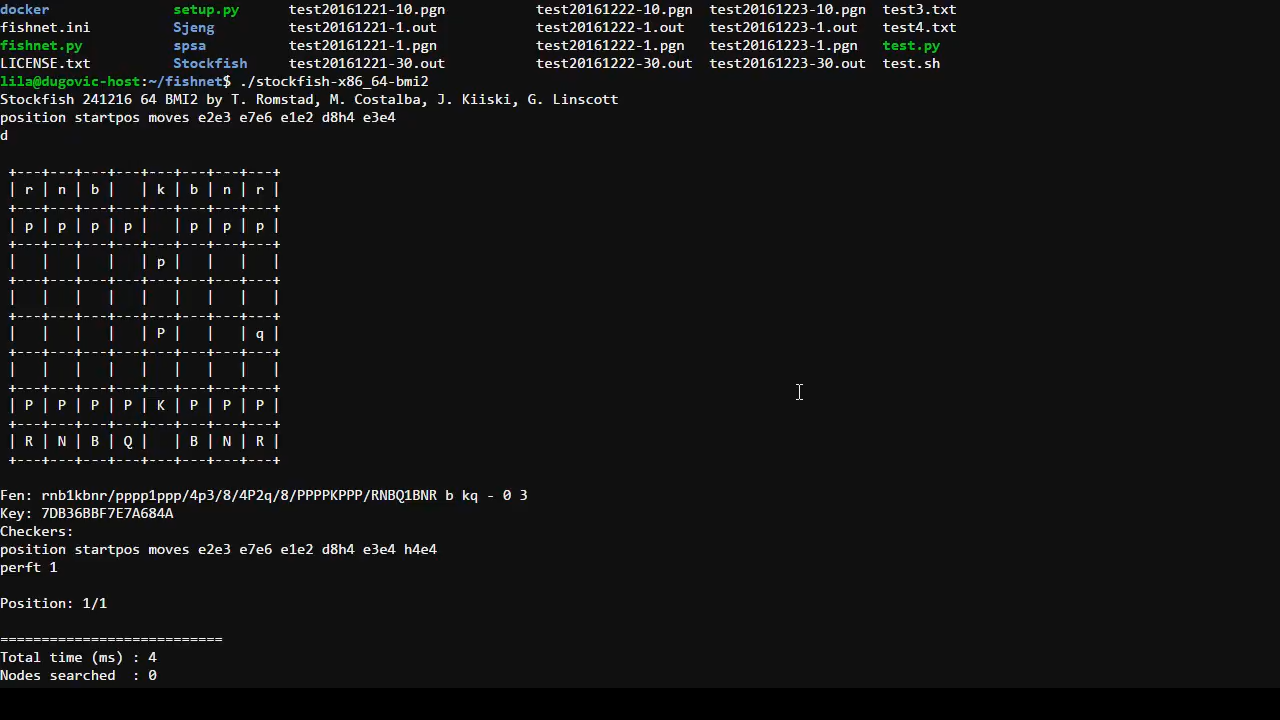 docker setup.py test20161221-10.pgn test20161222-10.pgn test20161223-10.pgn test3.txt
fishnet.ini Sjeng test20161221-1.out test20161222-1.out test20161223-1.out test4.txt
fishnet.py spsa test20161221-1.pgn test20161222-1.pgn test20161223-1.pgn test.py
LICENSE.txt Stockfish test20161221-30.out test20161222-30.out test20161223-30.out test.sh
lila@dugovic-host:~/fishnet$ ./stockfish-x86_64-bmi2
Stockfish 241216 64 BMI2 by T. Romstad, M. Costalba, J. Kiiski, G. Linscott
position startpos moves e2e3 e7e6 e1e2 d8h4 e3e4
d
+---+---+---+---+---+---+---+---+
| r | n | b |   | k | b | n | r |
+---+---+---+---+---+---+---+---+
| p | p | p | p |   | p | p | p |
+---+---+---+---+---+---+---+---+
|   |   |   |   | p |   |   |   |
+---+---+---+---+---+---+---+---+
|   |   |   |   |   |   |   |   |
+---+---+---+---+---+---+---+---+
|   |   |   |   | P |   |   | q |
+---+---+---+---+---+---+---+---+
|   |   |   |   |   |   |   |   |
+---+---+---+---+---+---+---+---+
| P | P | P | P | K | P | P | P |
+---+---+---+---+---+---+---+---+
| R | N | B | Q |   | B | N | R |
+---+---+---+---+---+---+---+---+
Fen: rnb1kbnr/pppp1ppp/4p3/8/4P2q/8/PPPPKPPP/RNBQ1BNR b kq - 0 3
Key: 7DB36BBF7E7A684A
Checkers:
position startpos moves e2e3 e7e6 e1e2 d8h4 e3e4 h4e4
perft 1
Position: 1/1
===========================
Total time (ms) : 4
Nodes searched  : 0